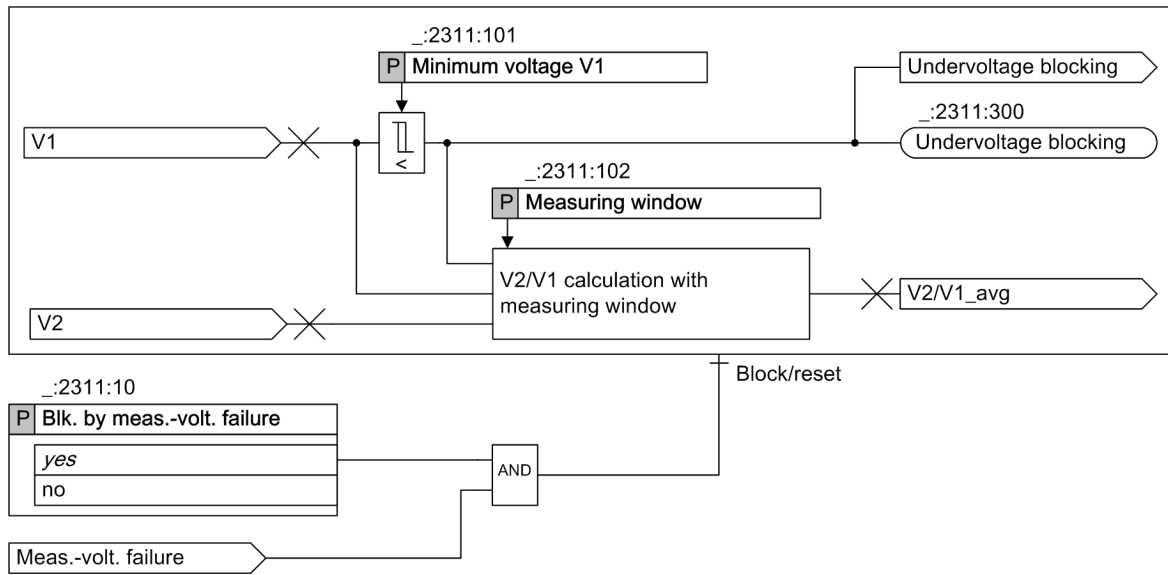 _:2311:101
P Minimum voltage V1
Undervoltage blocking
_:2311:300
V1
Undervoltage blocking
<
_:2311:102
P Measuring window
V2/V1 calculation with
measuring window
V2/V1_avg
V2
Block/reset
_:2311:10
P Blk. by meas.-volt. failure
yes
AND
no
Meas.-volt. failure